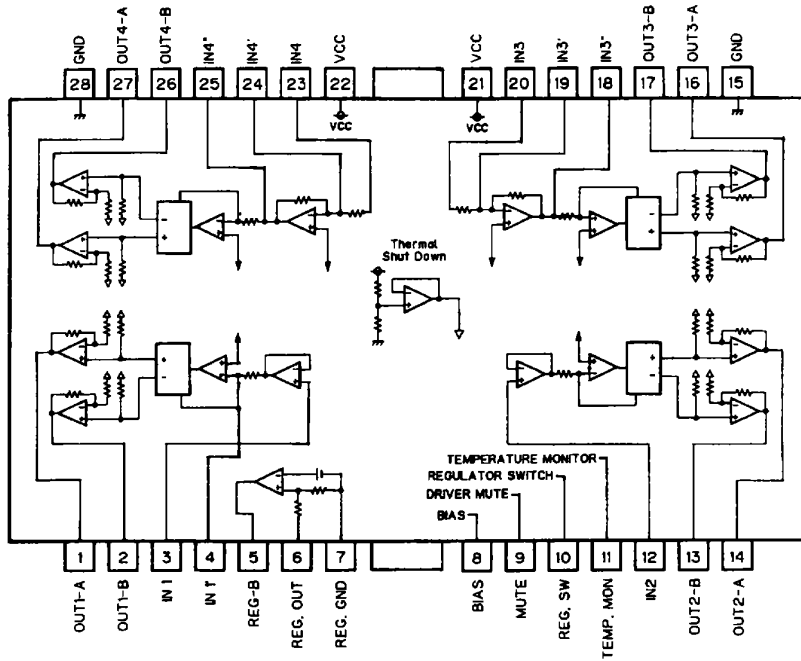 GND OUT4-A OUT4-B IN4" IN4' IN4 VCC VCC IN3 IN3' IN3" OUT3-B OUT3-A GND
28 27 26 25 24 23 22 21 20 19 18 17 16 15
VCC VCC
Thermal
Shut Down
TEMPERATURE MONITOR
REGULATOR SWITCH
DRIVER MUTE
BIAS
1 2 3 4 5 6 7 8 9 10 11 12 13 14
OUT1-A OUT1-B IN 1 IN1' REG-B REG. OUT REG. GND BIAS MUTE REG. SW TEMP. MON IN2 OUT2-B OUT2-A